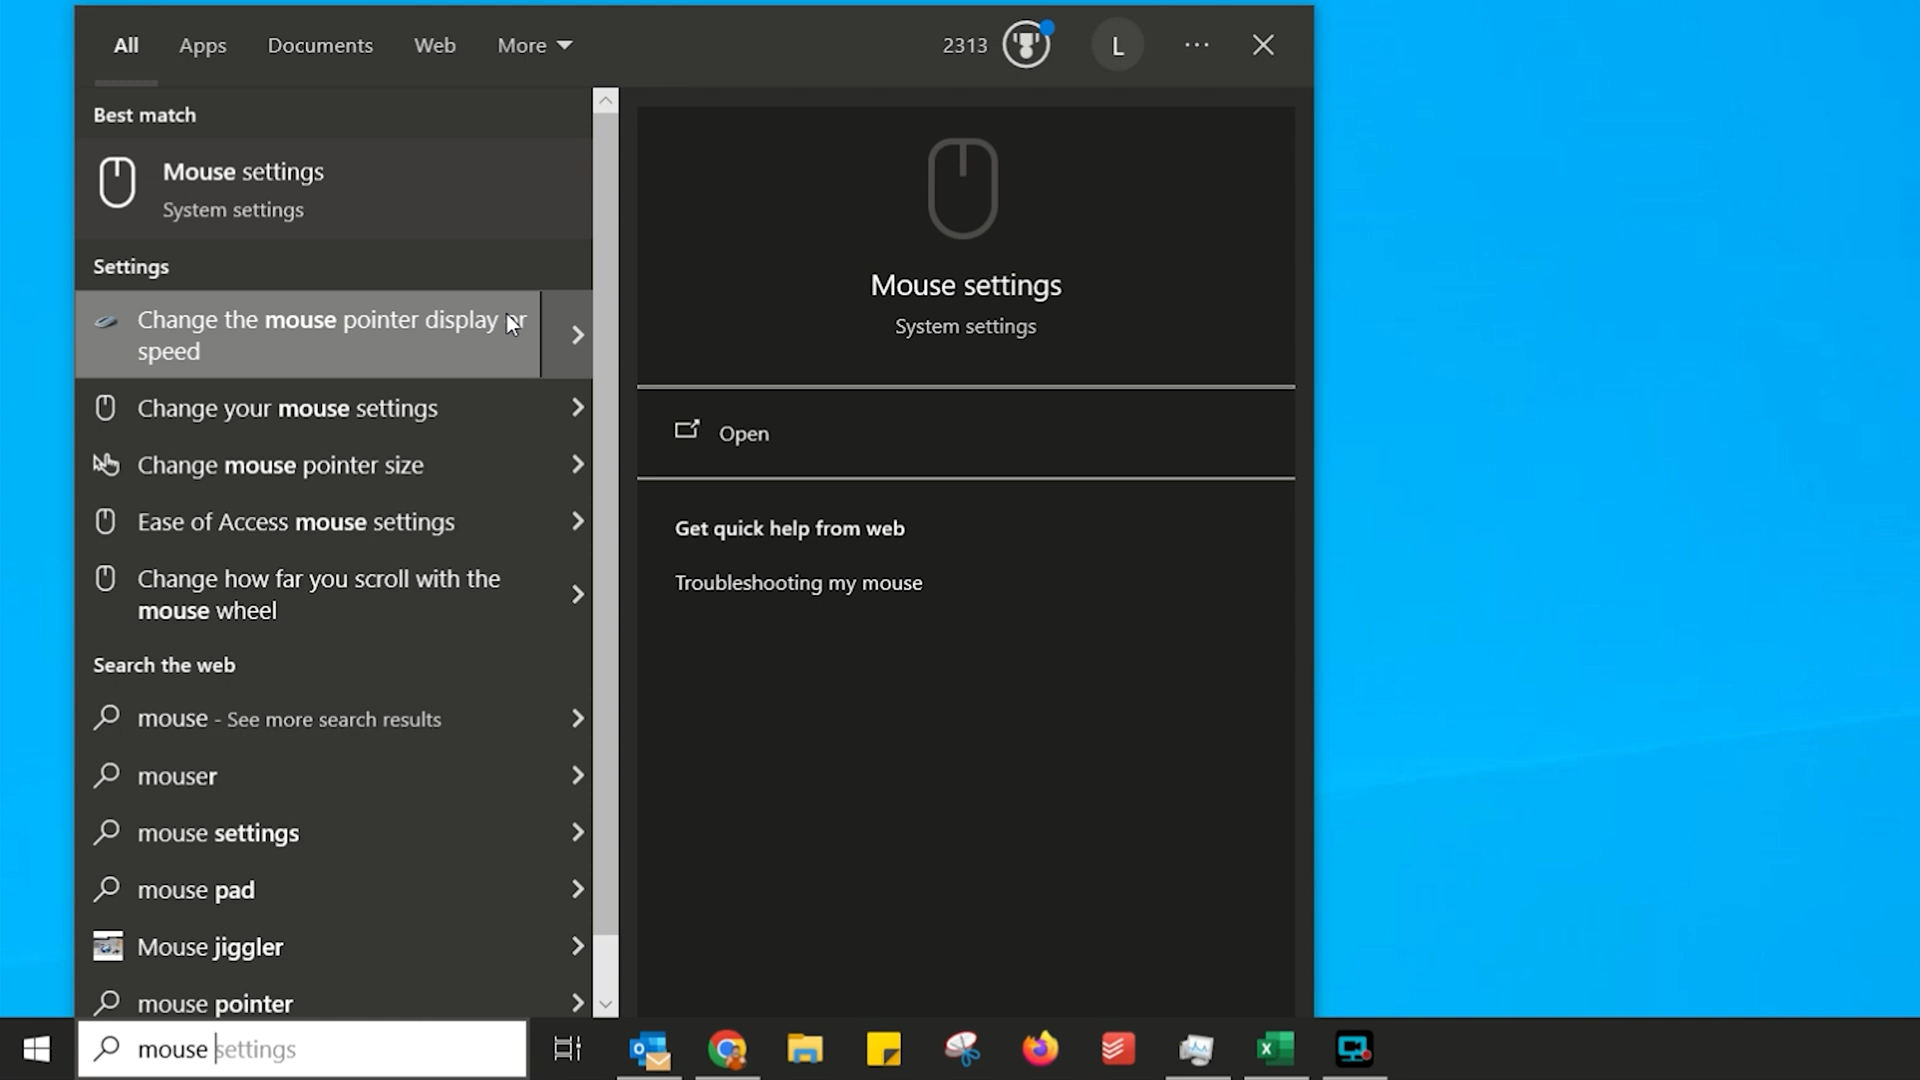 All Apps Documents Web More 2313 L
Best match
Mouse settings
System settings
Settings
Change the mouse pointer display or
speed
Change your mouse settings
Change mouse pointer size
Ease of Access mouse settings
Change how far you scroll with the
mouse wheel
Search the web
mouse - See more search results
mouser
mouse settings
mouse pad
Mouse jiggler
mouse pointer
Mouse settings
System settings
Open
Get quick help from web
Troubleshooting my mouse
mouse settings